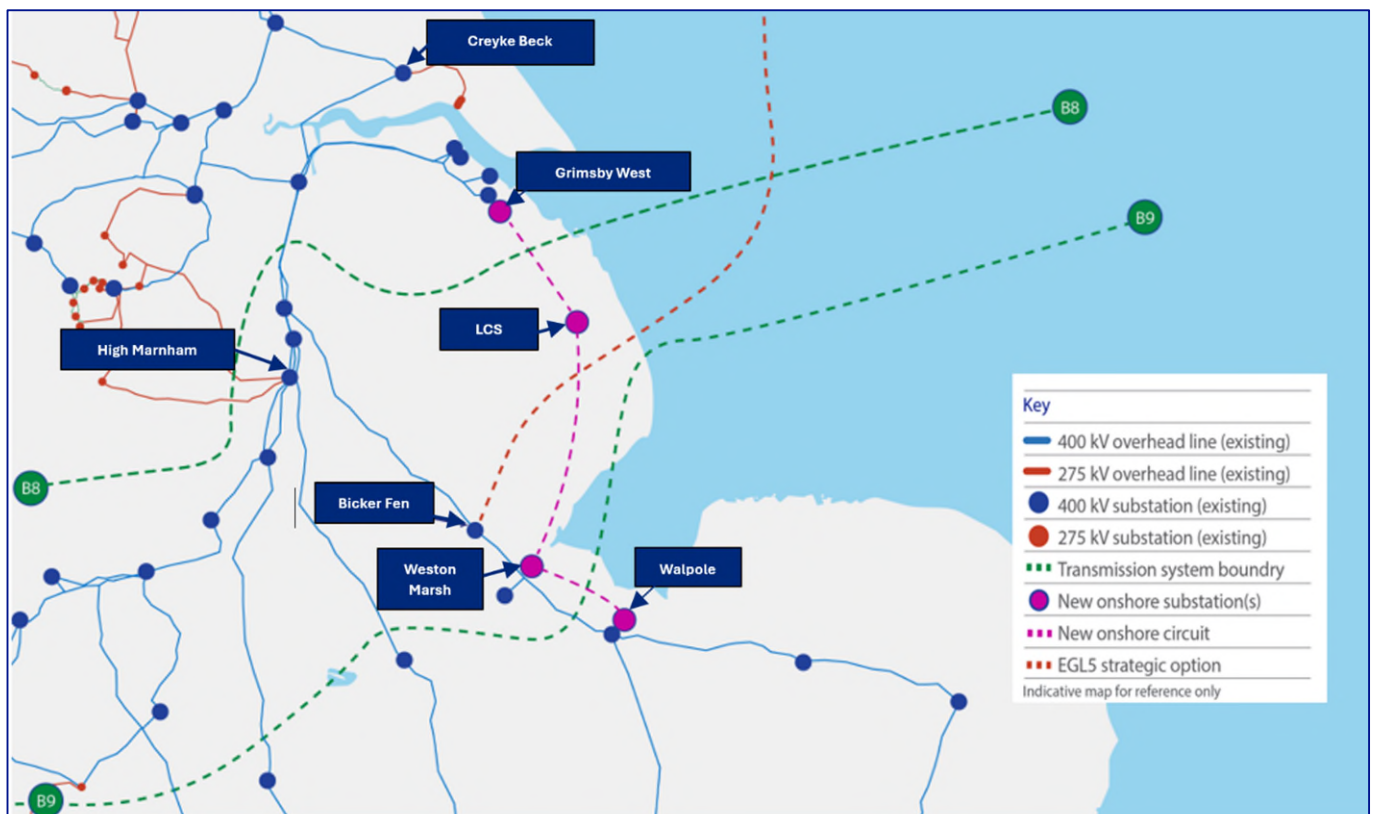 Creyke Beck
B8
Grimsby West
B9
LCS
High Marnham
Key
400 kV overhead line (existing)
275 kV overhead line (existing)
400 kV substation (existing)
275 kV substation (existing)
Transmission system boundry
New onshore substation(s)
New onshore circuit
EGL5 strategic option
Indicative map for reference only
B8
Bicker Fen
Weston
Marsh
Walpole
B9